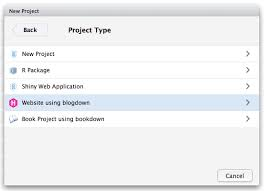 New Project
Back
Project Type
New Project
R Package
Shiny Web Application
Website using blogdown
Book Project using bookdown
Cancel